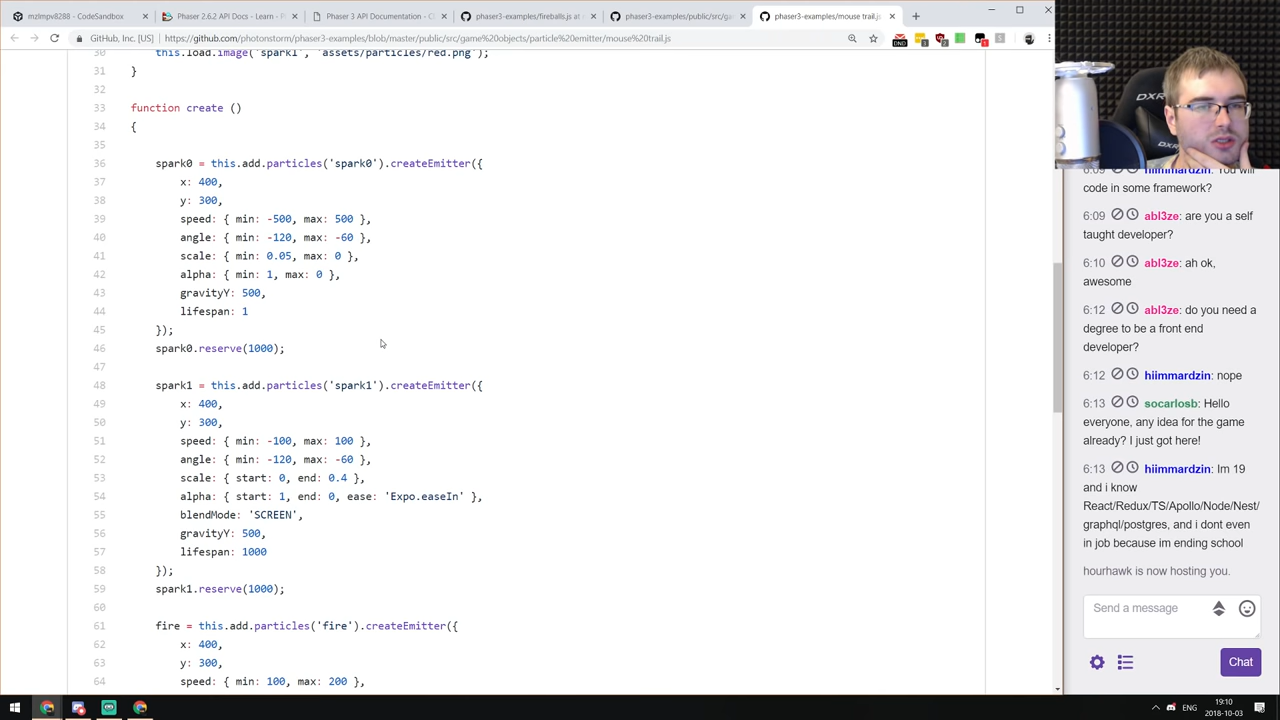 mzlmpv8288 - CodeSandbox
Phaser 2.6.2 API Docs - Learn - P
Phaser 3 API Documentation - C
phaser3-examples/fireballs.js at
phaser3-examples/public/src/ga
phaser3-examples/mouse trail.js
GitHub, Inc. [US]
https://github.com/photonstorm/phaser3-examples/blob/master/public/src/game%20objects/particle%20emitter/mouse%20trail.js
30 this.load.image('spark1', 'assets/particles/red.png');
31 }
32
33 function create ()
34 {
35
36 spark0 = this.add.particles('spark0').createEmitter({
37 x: 400,
38 y: 300,
39 speed: { min: -500, max: 500 },
40 angle: { min: -120, max: -60 },
41 scale: { min: 0.05, max: 0 },
42 alpha: { min: 1, max: 0 },
43 gravityY: 500,
44 lifespan: 1
45 });
46 spark0.reserve(1000);
47
48 spark1 = this.add.particles('spark1').createEmitter({
49 x: 400,
50 y: 300,
51 speed: { min: -100, max: 100 },
52 angle: { min: -120, max: -60 },
53 scale: { start: 0, end: 0.4 },
54 alpha: { start: 1, end: 0, ease: 'Expo.easeIn' },
55 blendMode: 'SCREEN',
56 gravityY: 500,
57 lifespan: 1000
58 });
59 spark1.reserve(1000);
60
61 fire = this.add.particles('fire').createEmitter({
62 x: 400,
63 y: 300,
64 speed: { min: 100, max: 200 },
DXR
6:09 hiimmardzin: You will
code in some framework?
6:09 abl3ze: are you a self
taught developer?
6:10 abl3ze: ah ok,
awesome
6:12 abl3ze: do you need a
degree to be a front end
developer?
6:12 hiimmardzin: nope
6:13 socarlosb: Hello
everyone, any idea for the game
already? I just got here!
6:13 hiimmardzin: Im 19
and i know
React/Redux/TS/Apollo/Node/Nest/
graphql/postgres, and i dont even
in job because im ending school
hourhawk is now hosting you.
Send a message
Chat
ENG
19:10
2018-10-03